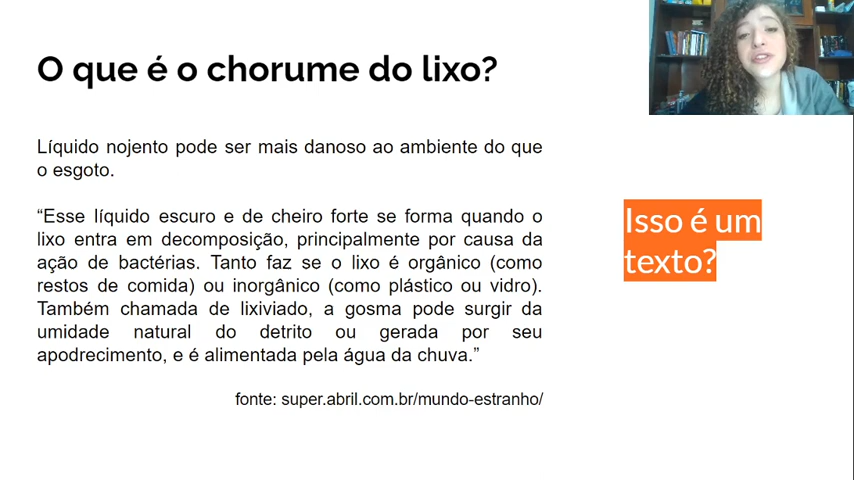 O que é o chorume do lixo?
Líquido nojento pode ser mais danoso ao ambiente do que
o esgoto.
“Esse líquido escuro e de cheiro forte se forma quando o
lixo entra em decomposição, principalmente por causa da
ação de bactérias. Tanto faz se o lixo é orgânico (como
restos de comida) ou inorgânico (como plástico ou vidro).
Também chamada de lixiviado, a gosma pode surgir da
umidade natural do detrito ou gerada por seu
apodrecimento, e é alimentada pela água da chuva.”
fonte: super.abril.com.br/mundo-estranho/
Isso é um
texto?